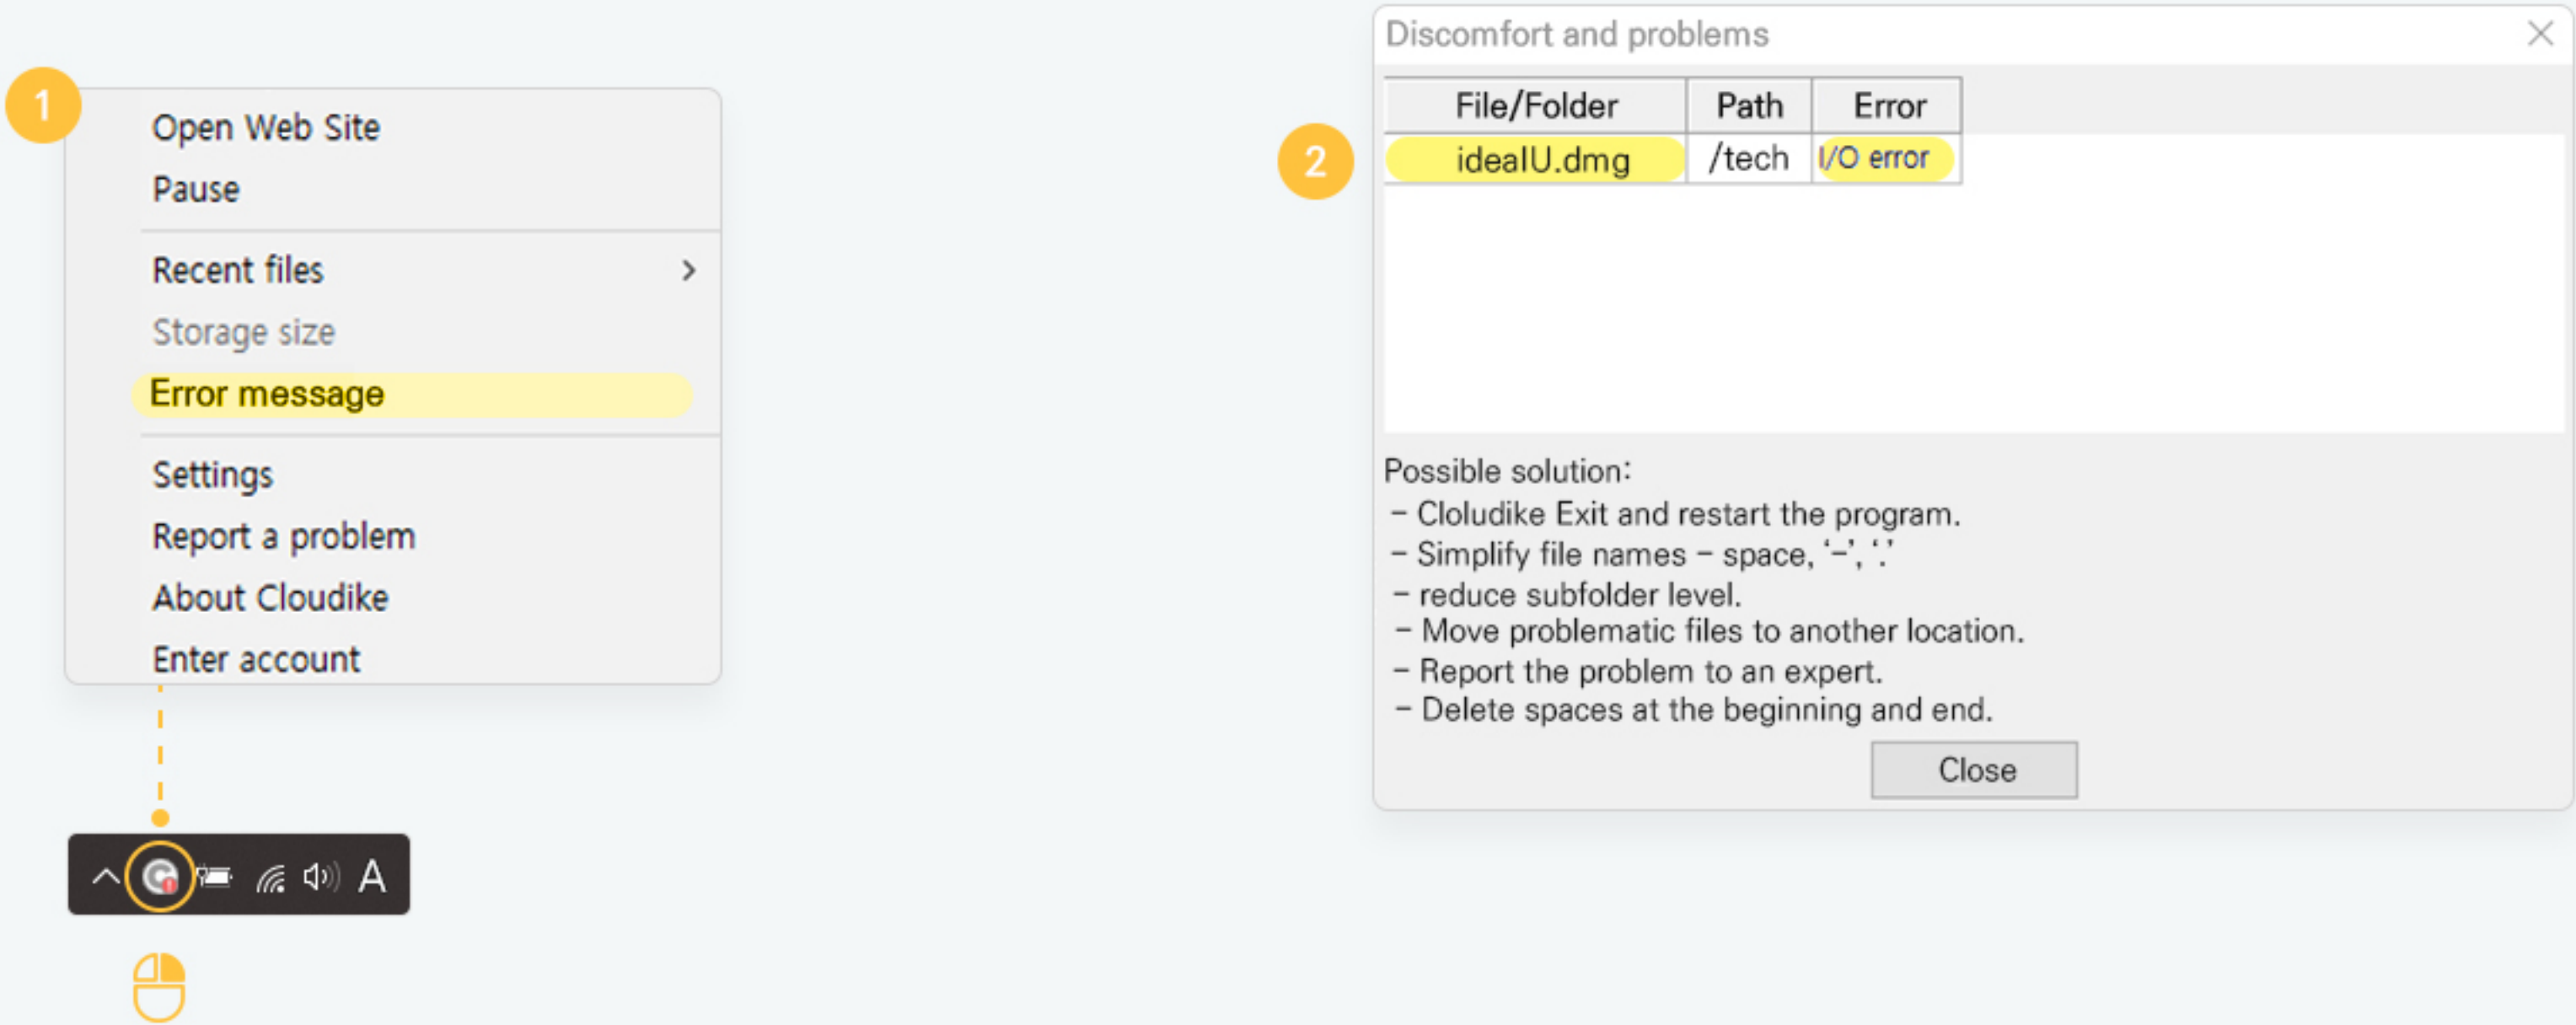 1
Open Web Site
Pause
Recent files
Storage size
Error message
Settings
Report a problem
About Cloudike
Enter account
A
Discomfort and problems
2
File/Folder Path Error
ideaIU.dmg /tech I/O error
Possible solution:
- Cloludike Exit and restart the program.
- Simplify file names - space, ‘-’, ‘.’
- reduce subfolder level.
- Move problematic files to another location.
- Report the problem to an expert.
- Delete spaces at the beginning and end.
Close